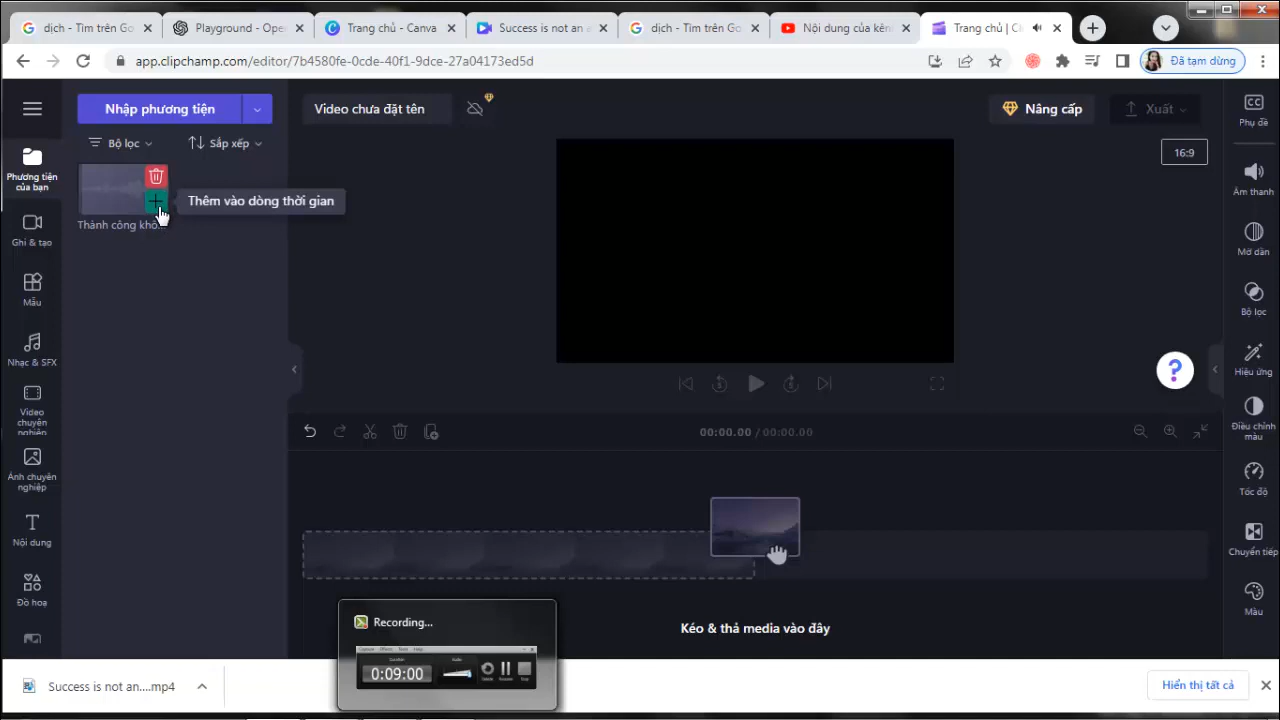 dịch - Tìm trên Go
Playground - Open
Trang chủ - Canva
Success is not an a
dịch - Tìm trên Go
Nội dung của kên
Trang chủ | C
app.clipchamp.com/editor/7b4580fe-0cde-40f1-91ce-27a04173ed5d
Đã tạm dừng
Nhập phương tiện
Video chưa đặt tên
Nâng cấp
Xuất
Phụ đề
Bộ lọc
Sắp xếp
16:9
Phương tiện
của bạn
Thêm vào dòng thời gian
Âm thanh
Thành công khô...
Ghi & tạo
Mờ dần
Mẫu
Bộ lọc
Nhạc & SFX
Hiệu ứng
Video
chuyên
nghiệp
Điều chỉnh
màu
00:00.00 / 00:00.00
Ảnh chuyên
nghiệp
Tốc độ
Nội dung
Chuyển tiếp
Đồ hoạ
Màu
Recording...
Kéo & thả media vào đây
0:09:00
Success is not an....mp4
Hiển thị tất cả